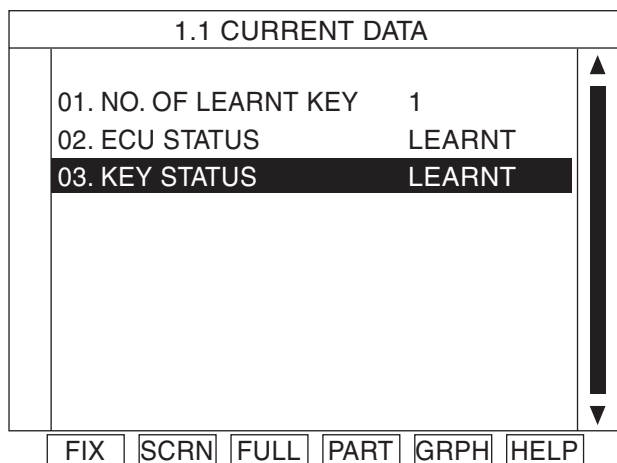 1.1 CURRENT DATA
01. NO. OF LEARNT KEY 1
02. ECU STATUS LEARNT
03. KEY STATUS LEARNT
FIX SCRN FULL PART GRPH HELP